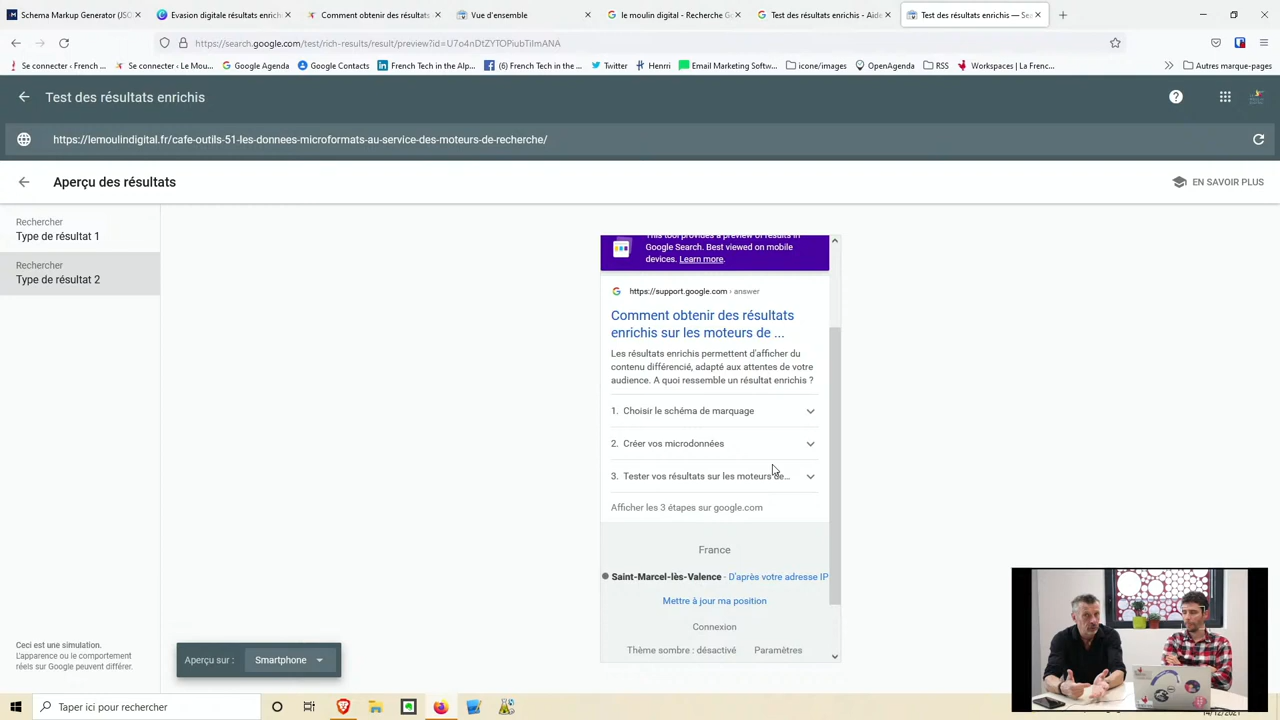 Schema Markup Generator (JSO
Evasion digitale résultats enrich
Comment obtenir des résultats
Vue d'ensemble
le moulin digital - Recherche G
Test des résultats enrichis - Aide
Test des résultats enrichis — Sea
https://search.google.com/test/rich-results/result/preview?id=U7o4nDtZYTOPiubTiImANA
Se connecter ‹ French ...
Se connecter ‹ Le Mou...
Google Agenda
Google Contacts
French Tech in the Alp...
(6) French Tech in the ...
Twitter
Henrri
Email Marketing Softw...
icone/images
OpenAgenda
RSS
Workspaces | La Frenc...
Autres marque-pages
Test des résultats enrichis
https://lemoulindigital.fr/cafe-outils-51-les-donnees-microformats-au-service-des-moteurs-de-recherche/
Aperçu des résultats
EN SAVOIR PLUS
Rechercher
Type de résultat 1
Rechercher
Type de résultat 2
This tool provides a preview of results in
Google Search. Best viewed on mobile
devices. Learn more.
https://support.google.com › answer
Comment obtenir des résultats
enrichis sur les moteurs de ...
Les résultats enrichis permettent d'afficher du
contenu différencié, adapté aux attentes de votre
audience. A quoi ressemble un résultat enrichis ?
1. Choisir le schéma de marquage
2. Créer vos microdonnées
3. Tester vos résultats sur les moteurs de...
Afficher les 3 étapes sur google.com
France
Saint-Marcel-lès-Valence - D'après votre adresse IP
Mettre à jour ma position
Connexion
Thème sombre : désactivé
Paramètres
Ceci est une simulation.
L'apparence ou le comportement
réels sur Google peuvent différer.
Aperçu sur :
Smartphone
Taper ici pour rechercher
14/12/2021